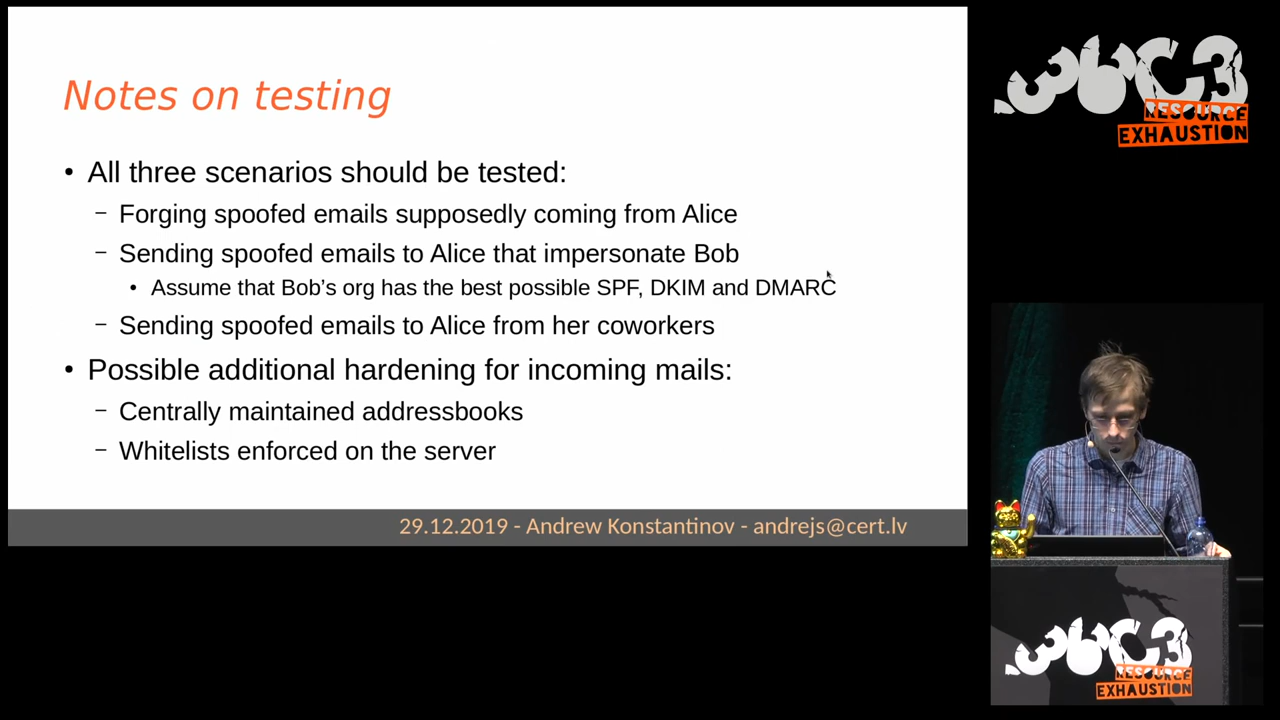 Notes on testing
• All three scenarios should be tested:
– Forging spoofed emails supposedly coming from Alice
– Sending spoofed emails to Alice that impersonate Bob
• Assume that Bob’s org has the best possible SPF, DKIM and DMARC
– Sending spoofed emails to Alice from her coworkers
• Possible additional hardening for incoming mails:
– Centrally maintained addressbooks
– Whitelists enforced on the server
29.12.2019 - Andrew Konstantinov - andrejs@cert.lv
36C3
RESOURCE
EXHAUSTION
36C3
RESOURCE
EXHAUSTION